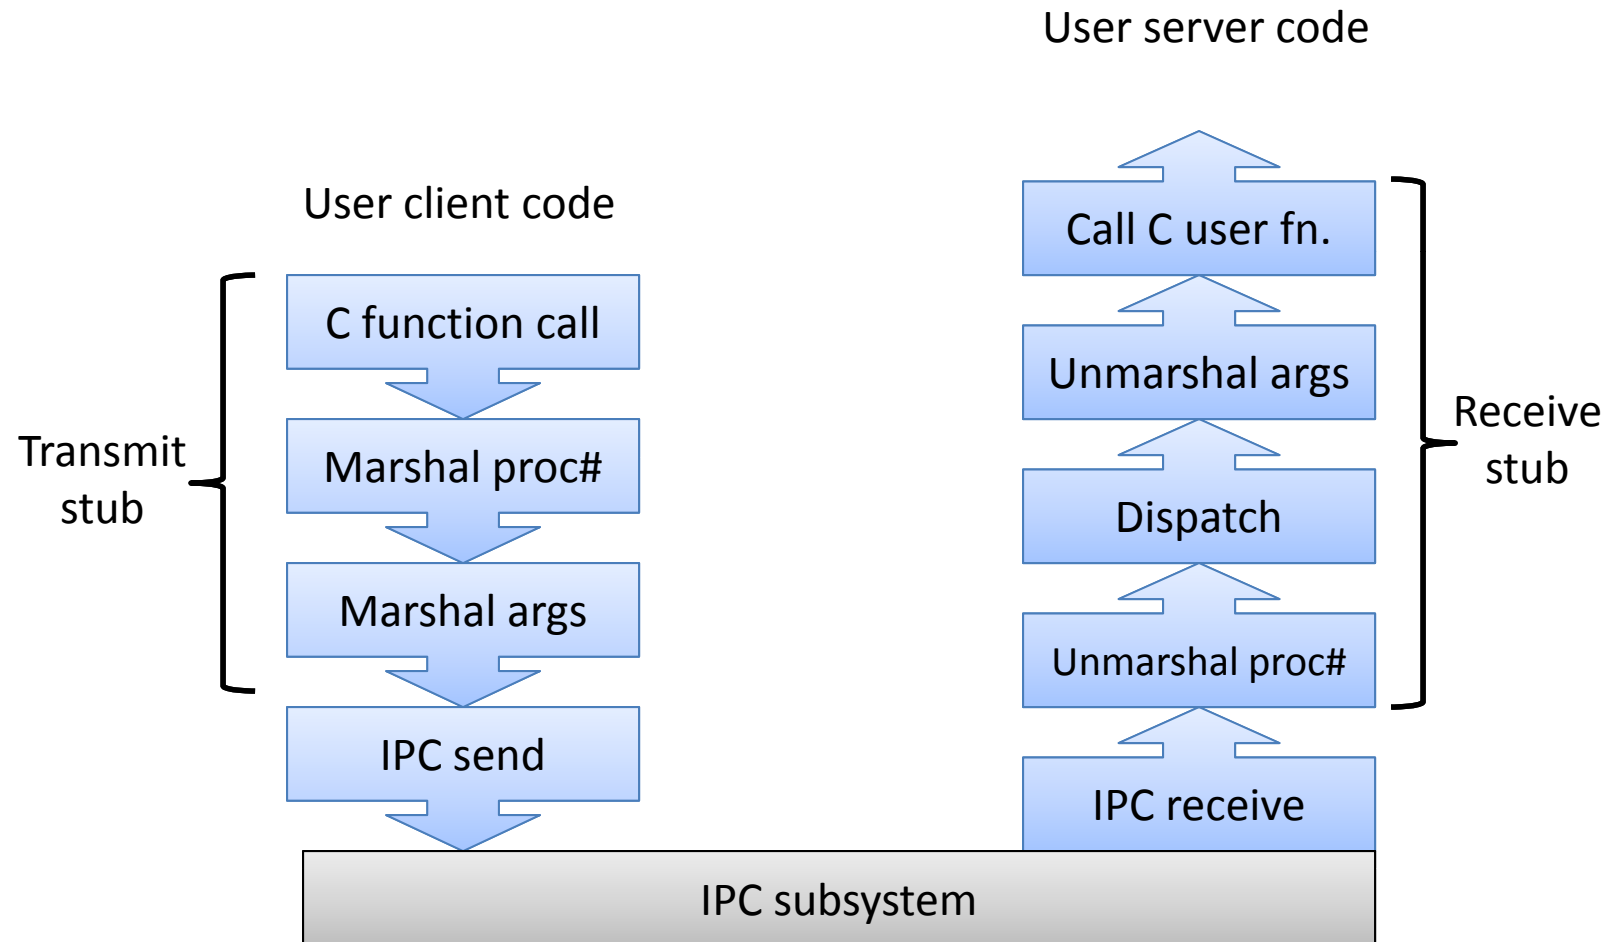 User server code
User client code
C function call
Marshal proc#
Marshal args
IPC send
Transmit
stub
Call C user fn.
Unmarshal args
Dispatch
Unmarshal proc#
IPC receive
Receive
stub
IPC subsystem